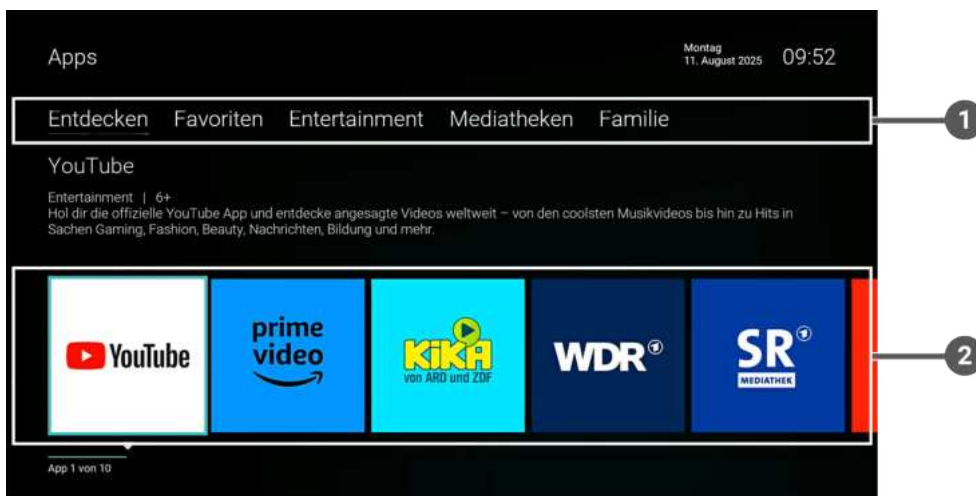 Apps
Montag
11. August 2025
09:52
Entdecken Favoriten Entertainment Mediatheken Familie
1
YouTube
Entertainment | 6+
Hol dir die offizielle YouTube App und entdecke angesagte Videos weltweit – von den coolsten Musikvideos bis hin zu Hits in
Sachen Gaming, Fashion, Beauty, Nachrichten, Bildung und mehr.
YouTube
prime
video
KiKA
von ARD und ZDF
WDR®
SR®
MEDIATHEK
2
App 1 von 10